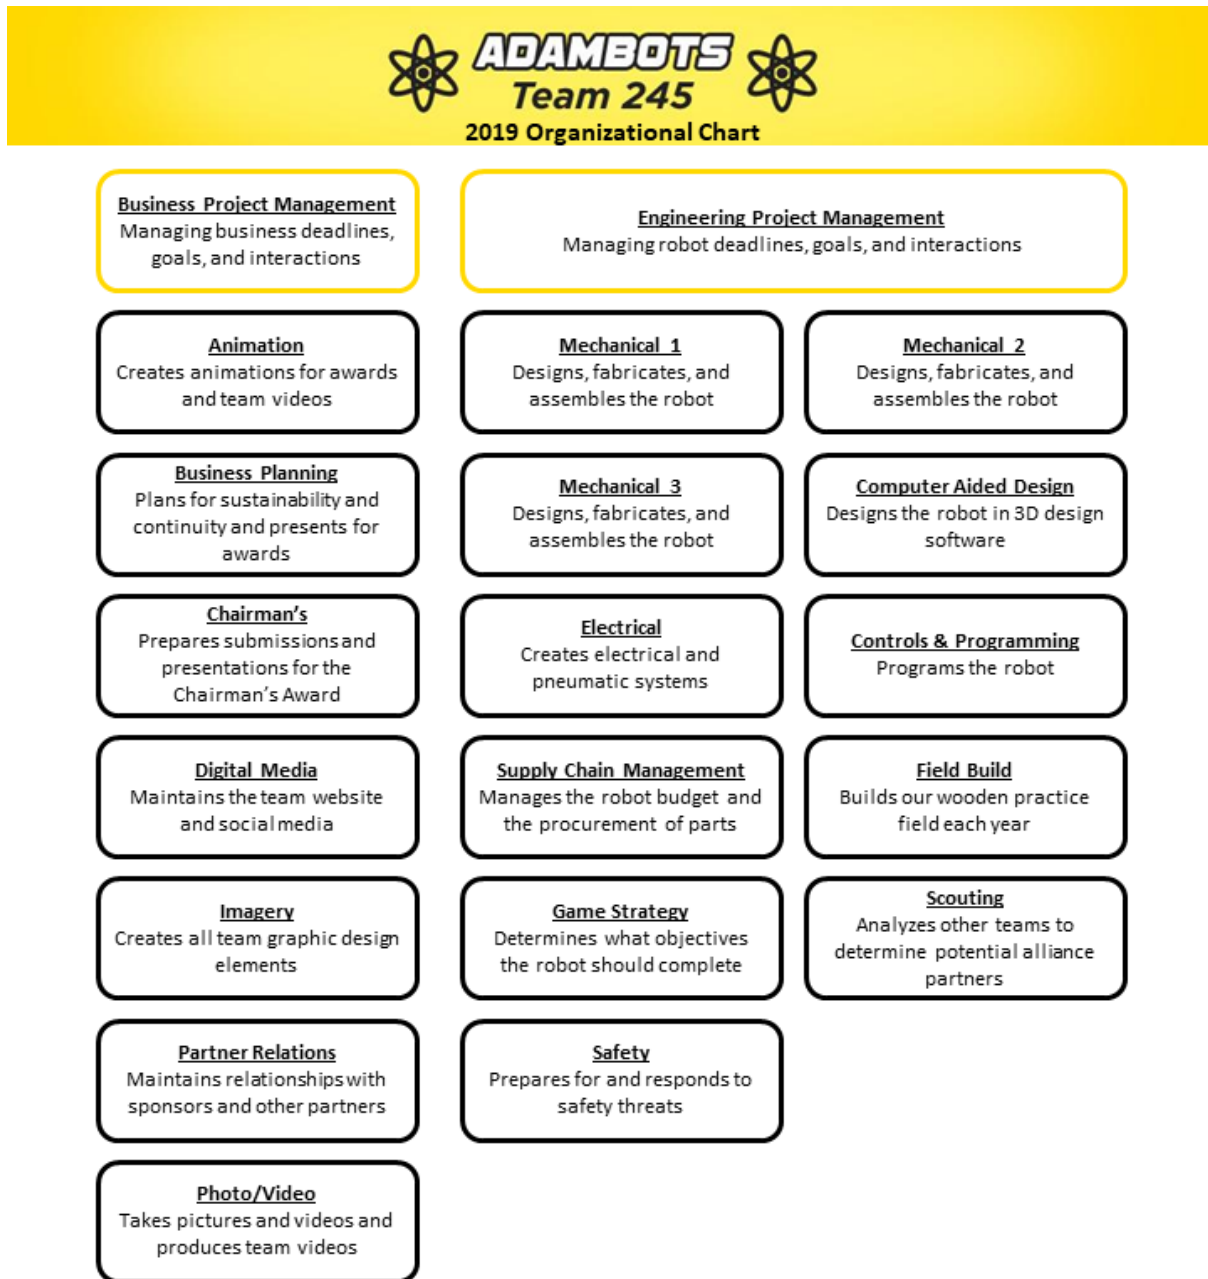 ADAMBOTS
Team 245
2019 Organizational Chart
Business Project Management
Managing business deadlines,
goals, and interactions
Engineering Project Management
Managing robot deadlines, goals, and interactions
Animation
Creates animations for awards
and team videos
Mechanical 1
Designs, fabricates, and
assembles the robot
Mechanical 2
Designs, fabricates, and
assembles the robot
Business Planning
Plans for sustainability and
continuity and presents for
awards
Mechanical 3
Designs, fabricates, and
assembles the robot
Computer Aided Design
Designs the robot in 3D design
software
Chairman's
Prepares submissions and
presentations for the
Chairman's Award
Electrical
Creates electrical and
pneumatic systems
Controls & Programming
Programs the robot
Digital Media
Maintains the team website
and social media
Supply Chain Management
Manages the robot budget and
the procurement of parts
Field Build
Builds our wooden practice
field each year
Imagery
Creates all team graphic design
elements
Game Strategy
Determines what objectives
the robot should complete
Scouting
Analyzes other teams to
determine potential alliance
partners
Partner Relations
Maintains relationships with
sponsors and other partners
Safety
Prepares for and responds to
safety threats
Photo/Video
Takes pictures and videos and
produces team videos